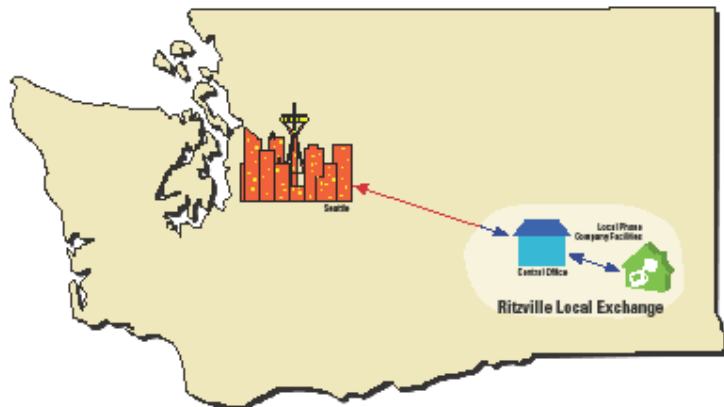 Seattle
Local Phone
Company Facilities
Central Office
Ritzville Local Exchange